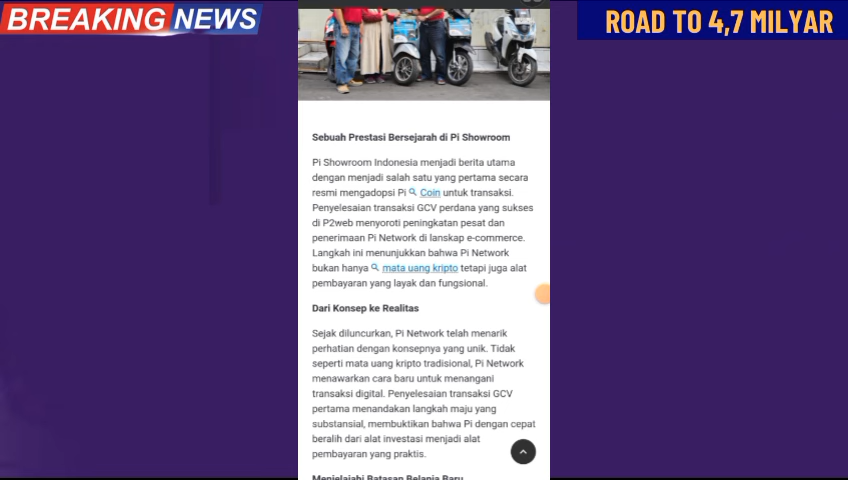 BREAKING NEWS
ROAD TO 4,7 MILYAR
Sebuah Prestasi Bersejarah di Pi Showroom
Pi Showroom Indonesia menjadi berita utama
dengan menjadi salah satu yang pertama secara
resmi mengadopsi Pi Coin untuk transaksi.
Penyelesaian transaksi GCV perdana yang sukses
di P2web menyoroti peningkatan pesat dan
penerimaan Pi Network di lanskap e-commerce.
Langkah ini menunjukkan bahwa Pi Network
bukan hanya mata uang kripto tetapi juga alat
pembayaran yang layak dan fungsional.
Dari Konsep ke Realitas
Sejak diluncurkan, Pi Network telah menarik
perhatian dengan konsepnya yang unik. Tidak
seperti mata uang kripto tradisional, Pi Network
menawarkan cara baru untuk menangani
transaksi digital. Penyelesaian transaksi GCV
pertama menandakan langkah maju yang
substansial, membuktikan bahwa Pi dengan cepat
beralih dari alat investasi menjadi alat
pembayaran yang praktis.
Menjelajahi Batasan Belanja Baru